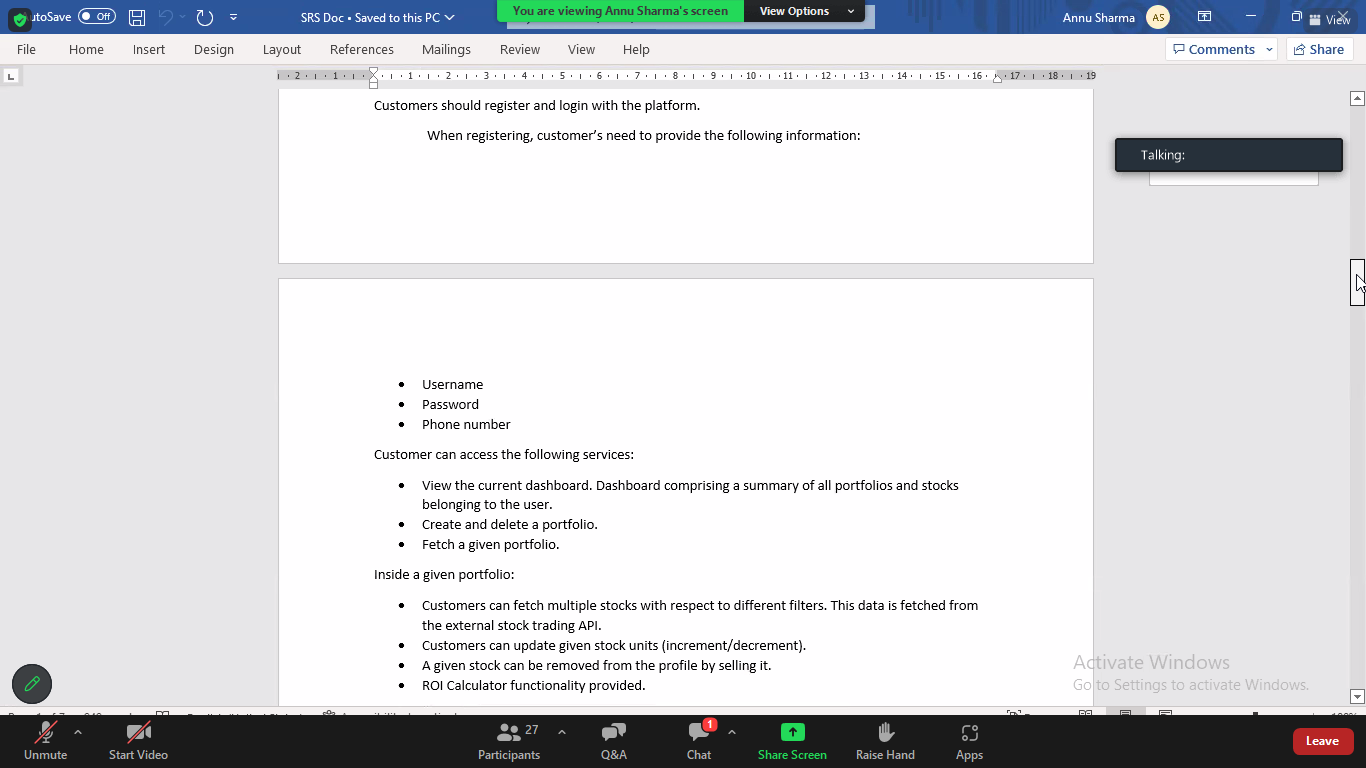 utoSave Off SRS Doc • Saved to this PC You are viewing Annu Sharma's screen View Options Annu Sharma AS View
File Home Insert Design Layout References Mailings Review View Help Comments Share
2 1 1 2 3 4 5 6 7 8 9 10 11 12 13 14 15 16 17 18 19
Customers should register and login with the platform.
When registering, customer's need to provide the following information:
Talking:
• Username
• Password
• Phone number
Customer can access the following services:
• View the current dashboard. Dashboard comprising a summary of all portfolios and stocks
belonging to the user.
• Create and delete a portfolio.
• Fetch a given portfolio.
Inside a given portfolio:
• Customers can fetch multiple stocks with respect to different filters. This data is fetched from
the external stock trading API.
• Customers can update given stock units (increment/decrement).
• A given stock can be removed from the profile by selling it.
• ROI Calculator functionality provided.
Activate Windows
Go to Settings to activate Windows.
27 1
Unmute Start Video Participants Q&A Chat Share Screen Raise Hand Apps Leave